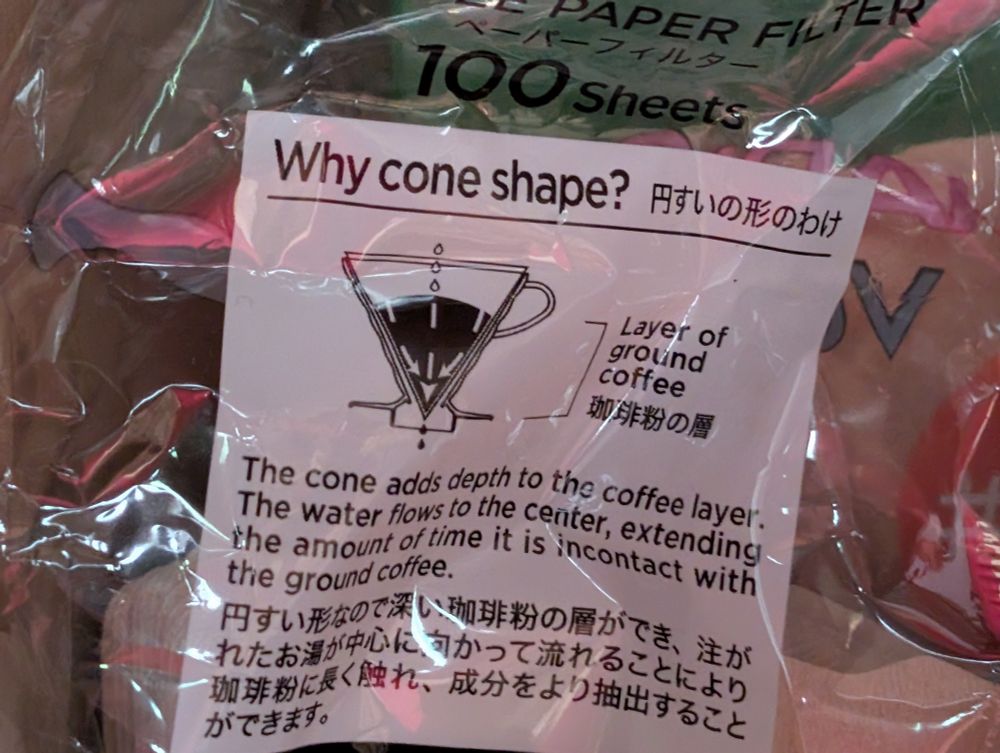 PAPER FILTER
ペーパーフィルター
100 sheets
Why cone shape? 円すいの形のわけ
Layer of
ground
coffee
珈琲粉の層
The cone adds depth to the coffee layer.
The water flows to the center, extending
the amount of time it is incontact with
the ground coffee.
円すい形なので深い珈琲粉の層ができ、注が
れたお湯が中心に向かって流れることにより
珈琲粉に長く触れ、成分をより抽出すること
ができます。